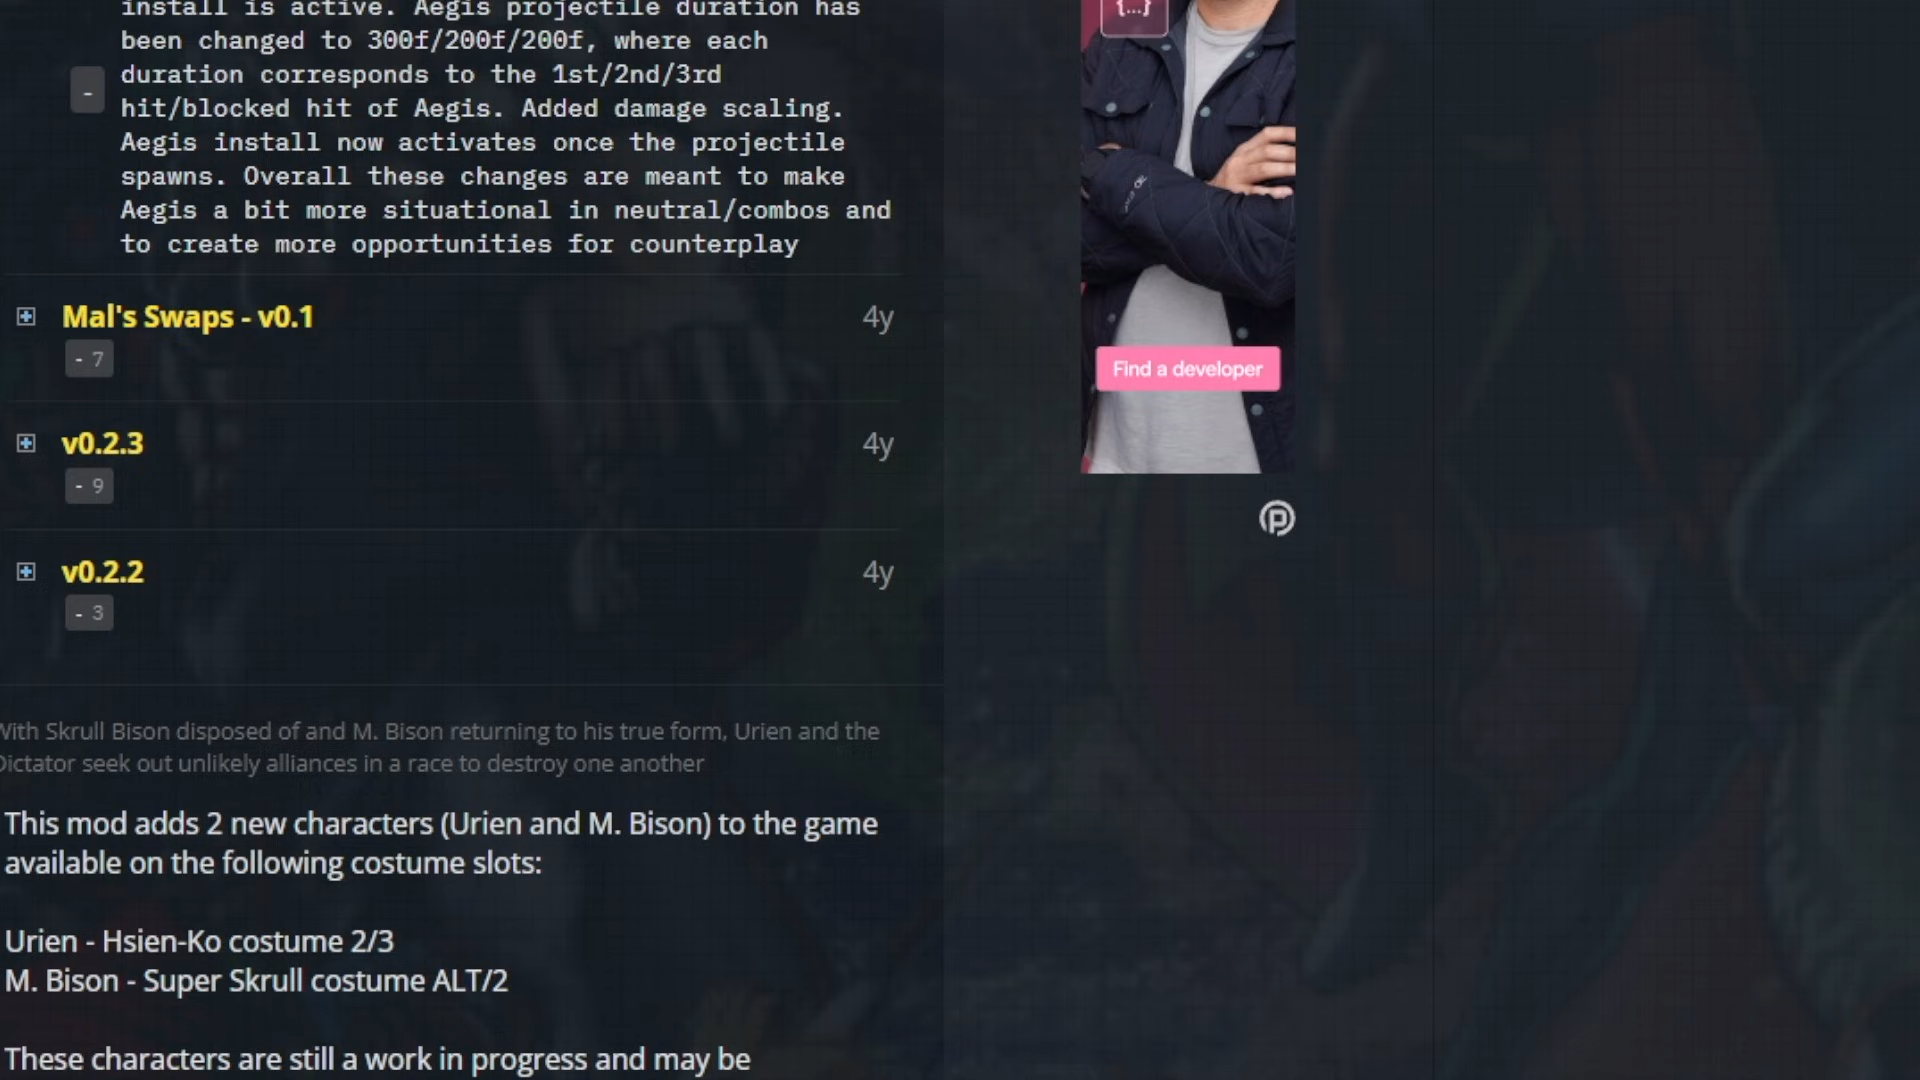 install is active. Aegis projectile duration has
been changed to 300f/200f/200f, where each
duration corresponds to the 1st/2nd/3rd
hit/blocked hit of Aegis. Added damage scaling.
Aegis install now activates once the projectile
spawns. Overall these changes are meant to make
Aegis a bit more situational in neutral/combos and
to create more opportunities for counterplay
-
{...}
Mal's Swaps - v0.1 4y
- 7
Find a developer
v0.2.3 4y
- 9
v0.2.2 4y
- 3
With Skrull Bison disposed of and M. Bison returning to his true form, Urien and the
Dictator seek out unlikely alliances in a race to destroy one another
This mod adds 2 new characters (Urien and M. Bison) to the game
available on the following costume slots:
Urien - Hsien-Ko costume 2/3
M. Bison - Super Skrull costume ALT/2
These characters are still a work in progress and may be